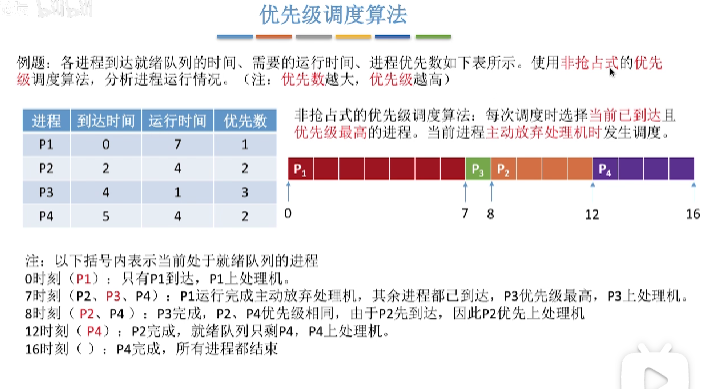 优先级调度算法
例题：各进程到达就绪队列的时间、需要的运行时间、进程优先数如下表所示。使用非抢占式的优先
级调度算法，分析进程运行情况。（注：优先数越大，优先级越高）
进程 到达时间 运行时间 优先数
P1 0 7 1
P2 2 4 2
P3 4 1 3
P4 5 4 2
非抢占式的优先级调度算法：每次调度时选择当前已到达且
优先级最高的进程。当前进程主动放弃处理机时发生调度。
P1 P3 P2 P4
0 7 8 12 16
注：以下括号内表示当前处于就绪队列的进程
0时刻（P1）：只有P1到达，P1上处理机。
7时刻（P2、P3、P4）：P1运行完成主动放弃处理机，其余进程都已到达，P3优先级最高，P3上处理机。
8时刻（P2、P4）：P3完成，P2、P4优先级相同，由于P2先到达，因此P2优先上处理机
12时刻（P4）：P2完成，就绪队列只剩P4，P4上处理机。
16时刻（）：P4完成，所有进程都结束